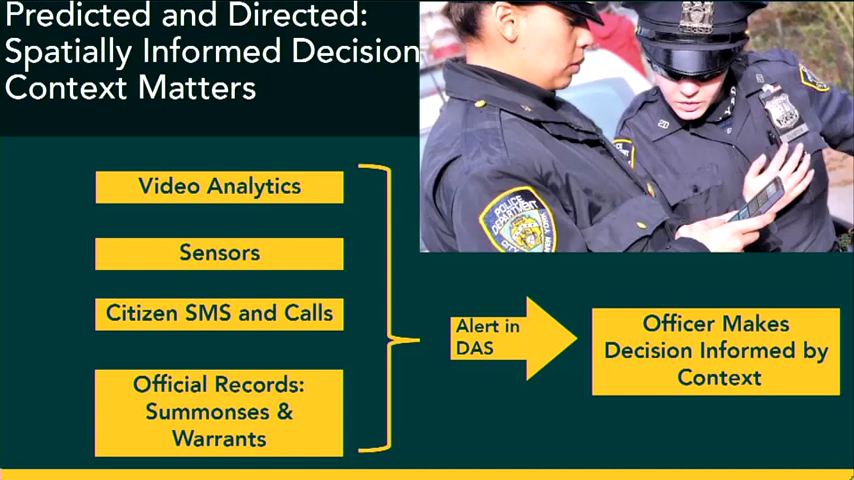 Predicted and Directed:
Spatially Informed Decision
Context Matters
Video Analytics
Sensors
Citizen SMS and Calls
Official Records:
Summonses &
Warrants
Alert in
DAS
Officer Makes
Decision Informed by
Context
POLICE
DEPARTMENT